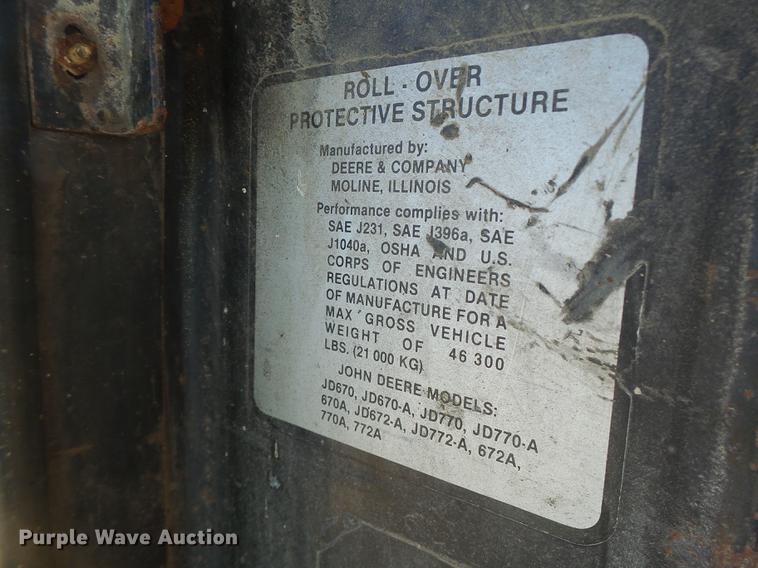 ROLL - OVER
PROTECTIVE STRUCTURE
Manufactured by:
DEERE & COMPANY
MOLINE, ILLINOIS
Performance complies with:
SAE J231, SAE J396a, SAE
J1040a, OSHA AND U.S.
CORPS OF ENGINEERS
REGULATIONS AT DATE
OF MANUFACTURE FOR A
MAX GROSS VEHICLE
WEIGHT OF 46 300
LBS. (21 000 KG)
JOHN DEERE MODELS:
JD670, JD670-A, JD770, JD770-A
670A, JD672-A, JD772-A, 672A,
770A, 772A
Purple Wave Auction